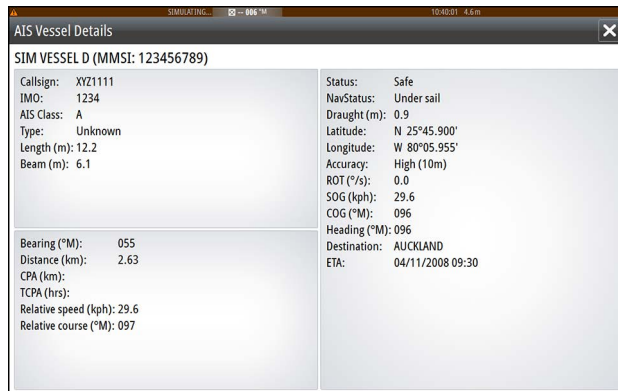 SIMULATING... -- 006 °M 10:40:01 4.6 m
AIS Vessel Details
SIM VESSEL D (MMSI: 123456789)
Callsign: XYZ1111
IMO: 1234
AIS Class: A
Type: Unknown
Length (m): 12.2
Beam (m): 6.1
Bearing (°M): 055
Distance (km): 2.63
CPA (km):
TCPA (hrs):
Relative speed (kph): 29.6
Relative course (°M): 097
Status: Safe
NavStatus: Under sail
Draught (m): 0.9
Latitude: N 25°45.900'
Longitude: W 80°05.955'
Accuracy: High (10m)
ROT (°/s): 0.0
SOG (kph): 29.6
COG (°M): 096
Heading (°M): 096
Destination: AUCKLAND
ETA: 04/11/2008 09:30